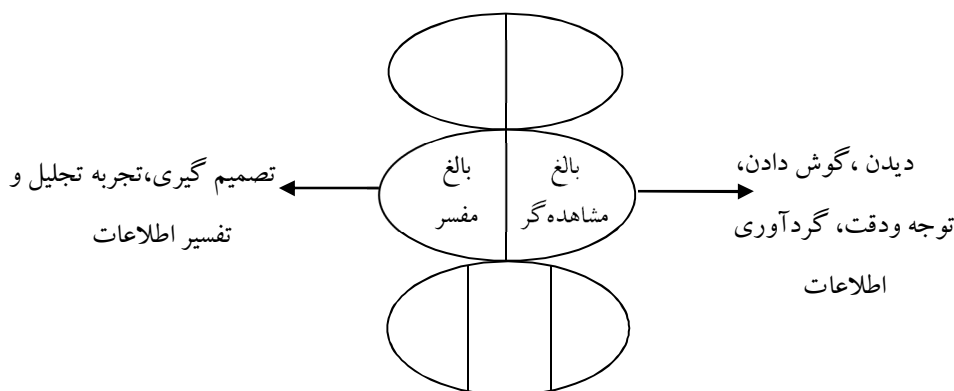 بالغ
مشاهده‌گر
بالغ
مفسر
دیدن ،گوش دادن،
توجه ودقت، گردآوری
اطلاعات
تصمیم گیری،تجربه تجلیل و
تفسیر اطلاعات